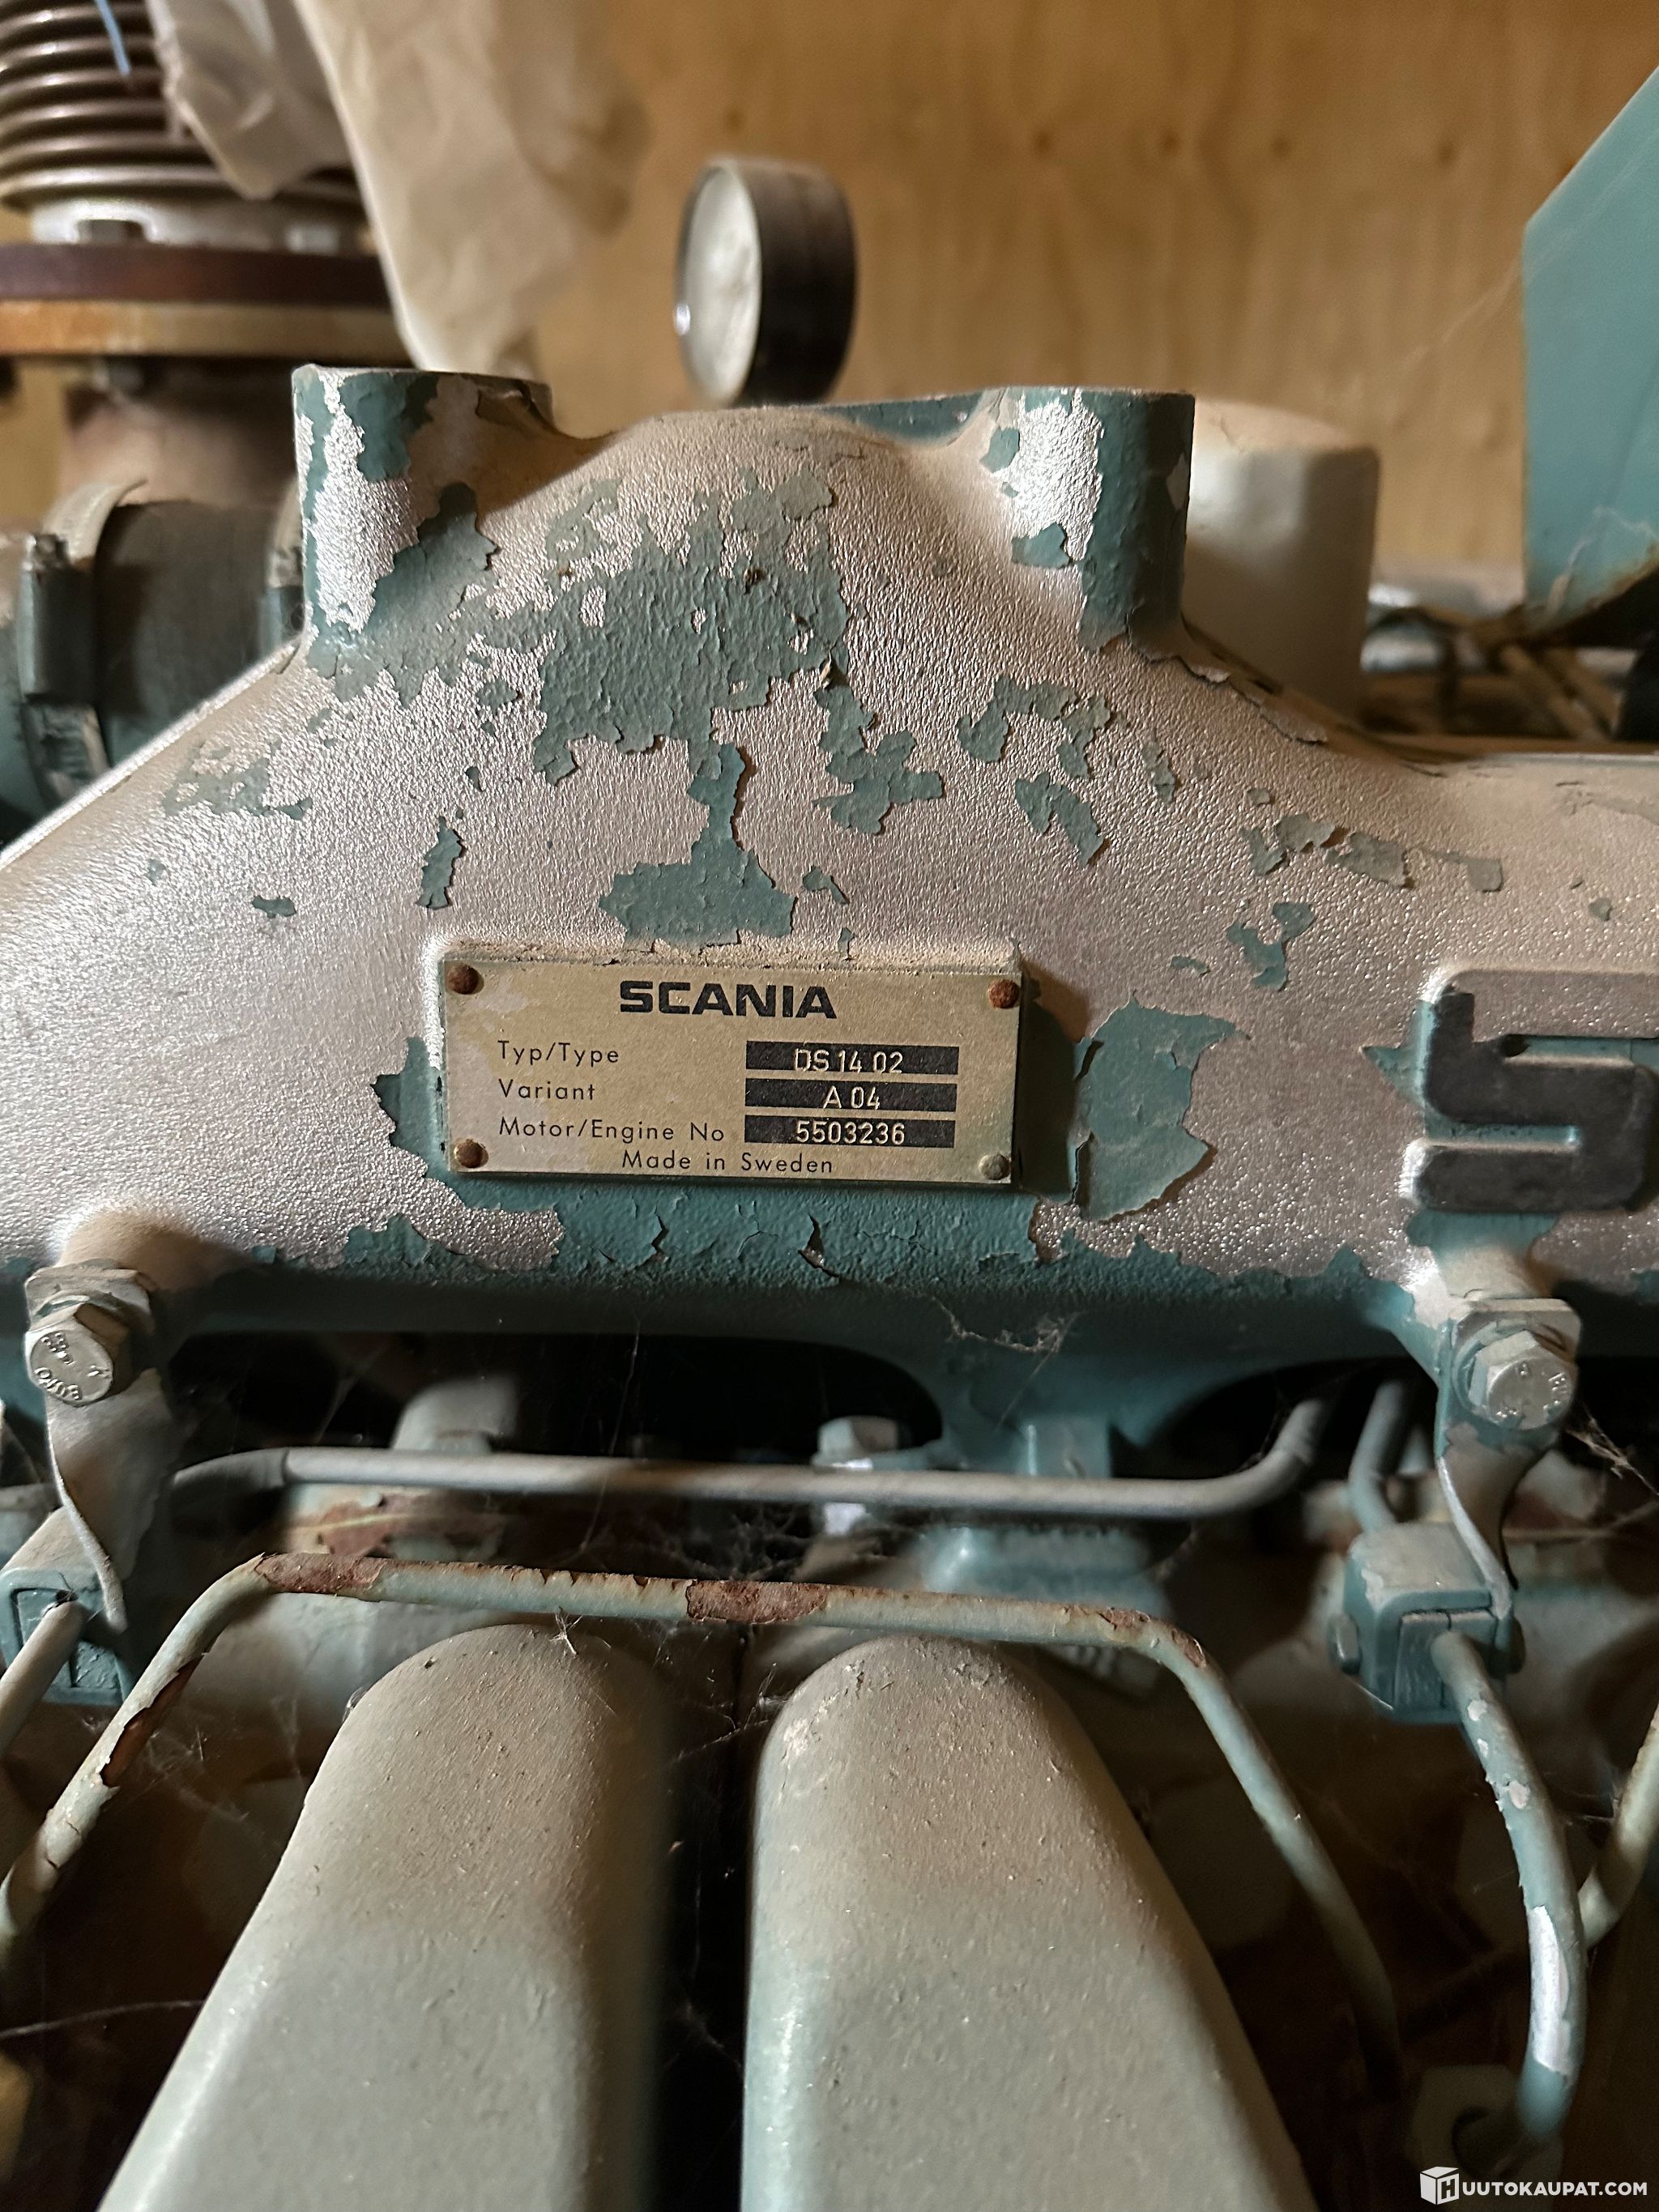 SCANIA
Typ/Type DS 14 02
Variant A 04
Motor/Engine No 5503236
Made in Sweden
S
HUUTOKAUPAT.COM